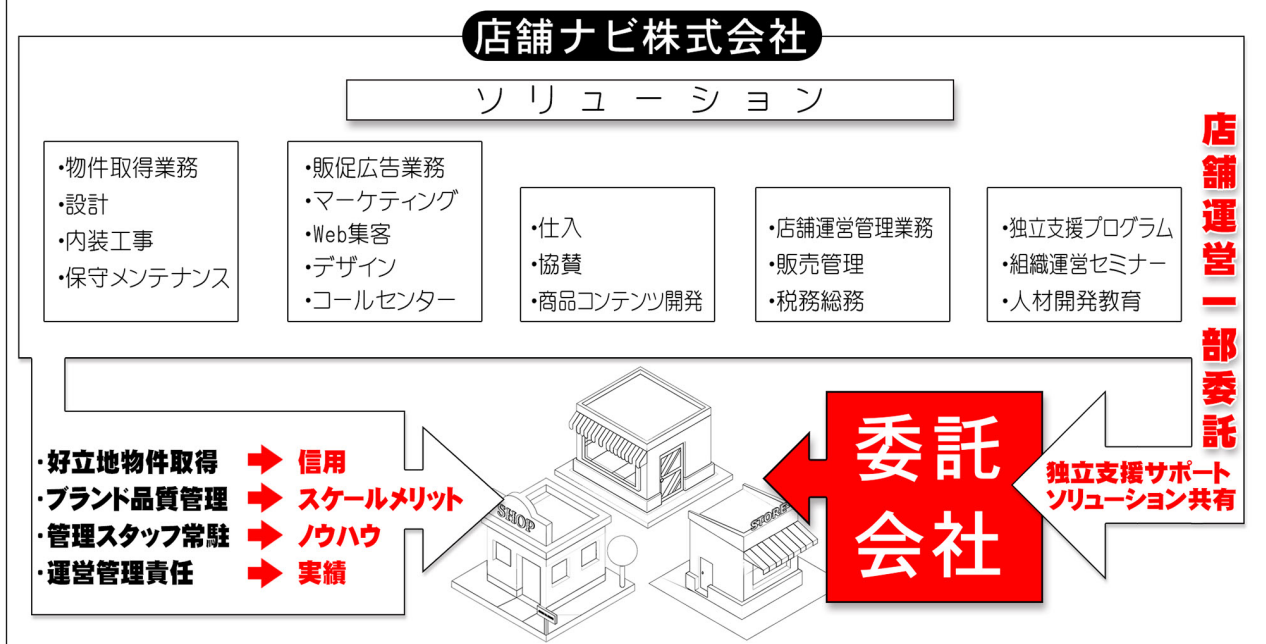 店舗ナビ株式会社
ソリューション
・物件取得業務
・設計
・内装工事
・保守メンテナンス
・販促広告業務
・マーケティング
・Web集客
・デザイン
・コールセンター
・仕入
・協賛
・商品コンテンツ開発
・店舗運営管理業務
・販売管理
・税務総務
・独立支援プログラム
・組織運営セミナー
・人材開発教育
店舗運営一部委託
・好立地物件取得 信用
・ブランド品質管理 スケールメリット
・管理スタッフ常駐 ノウハウ
・運営管理責任 実績
SHOP
STORE
委託
会社
独立支援サポート
ソリューション共有